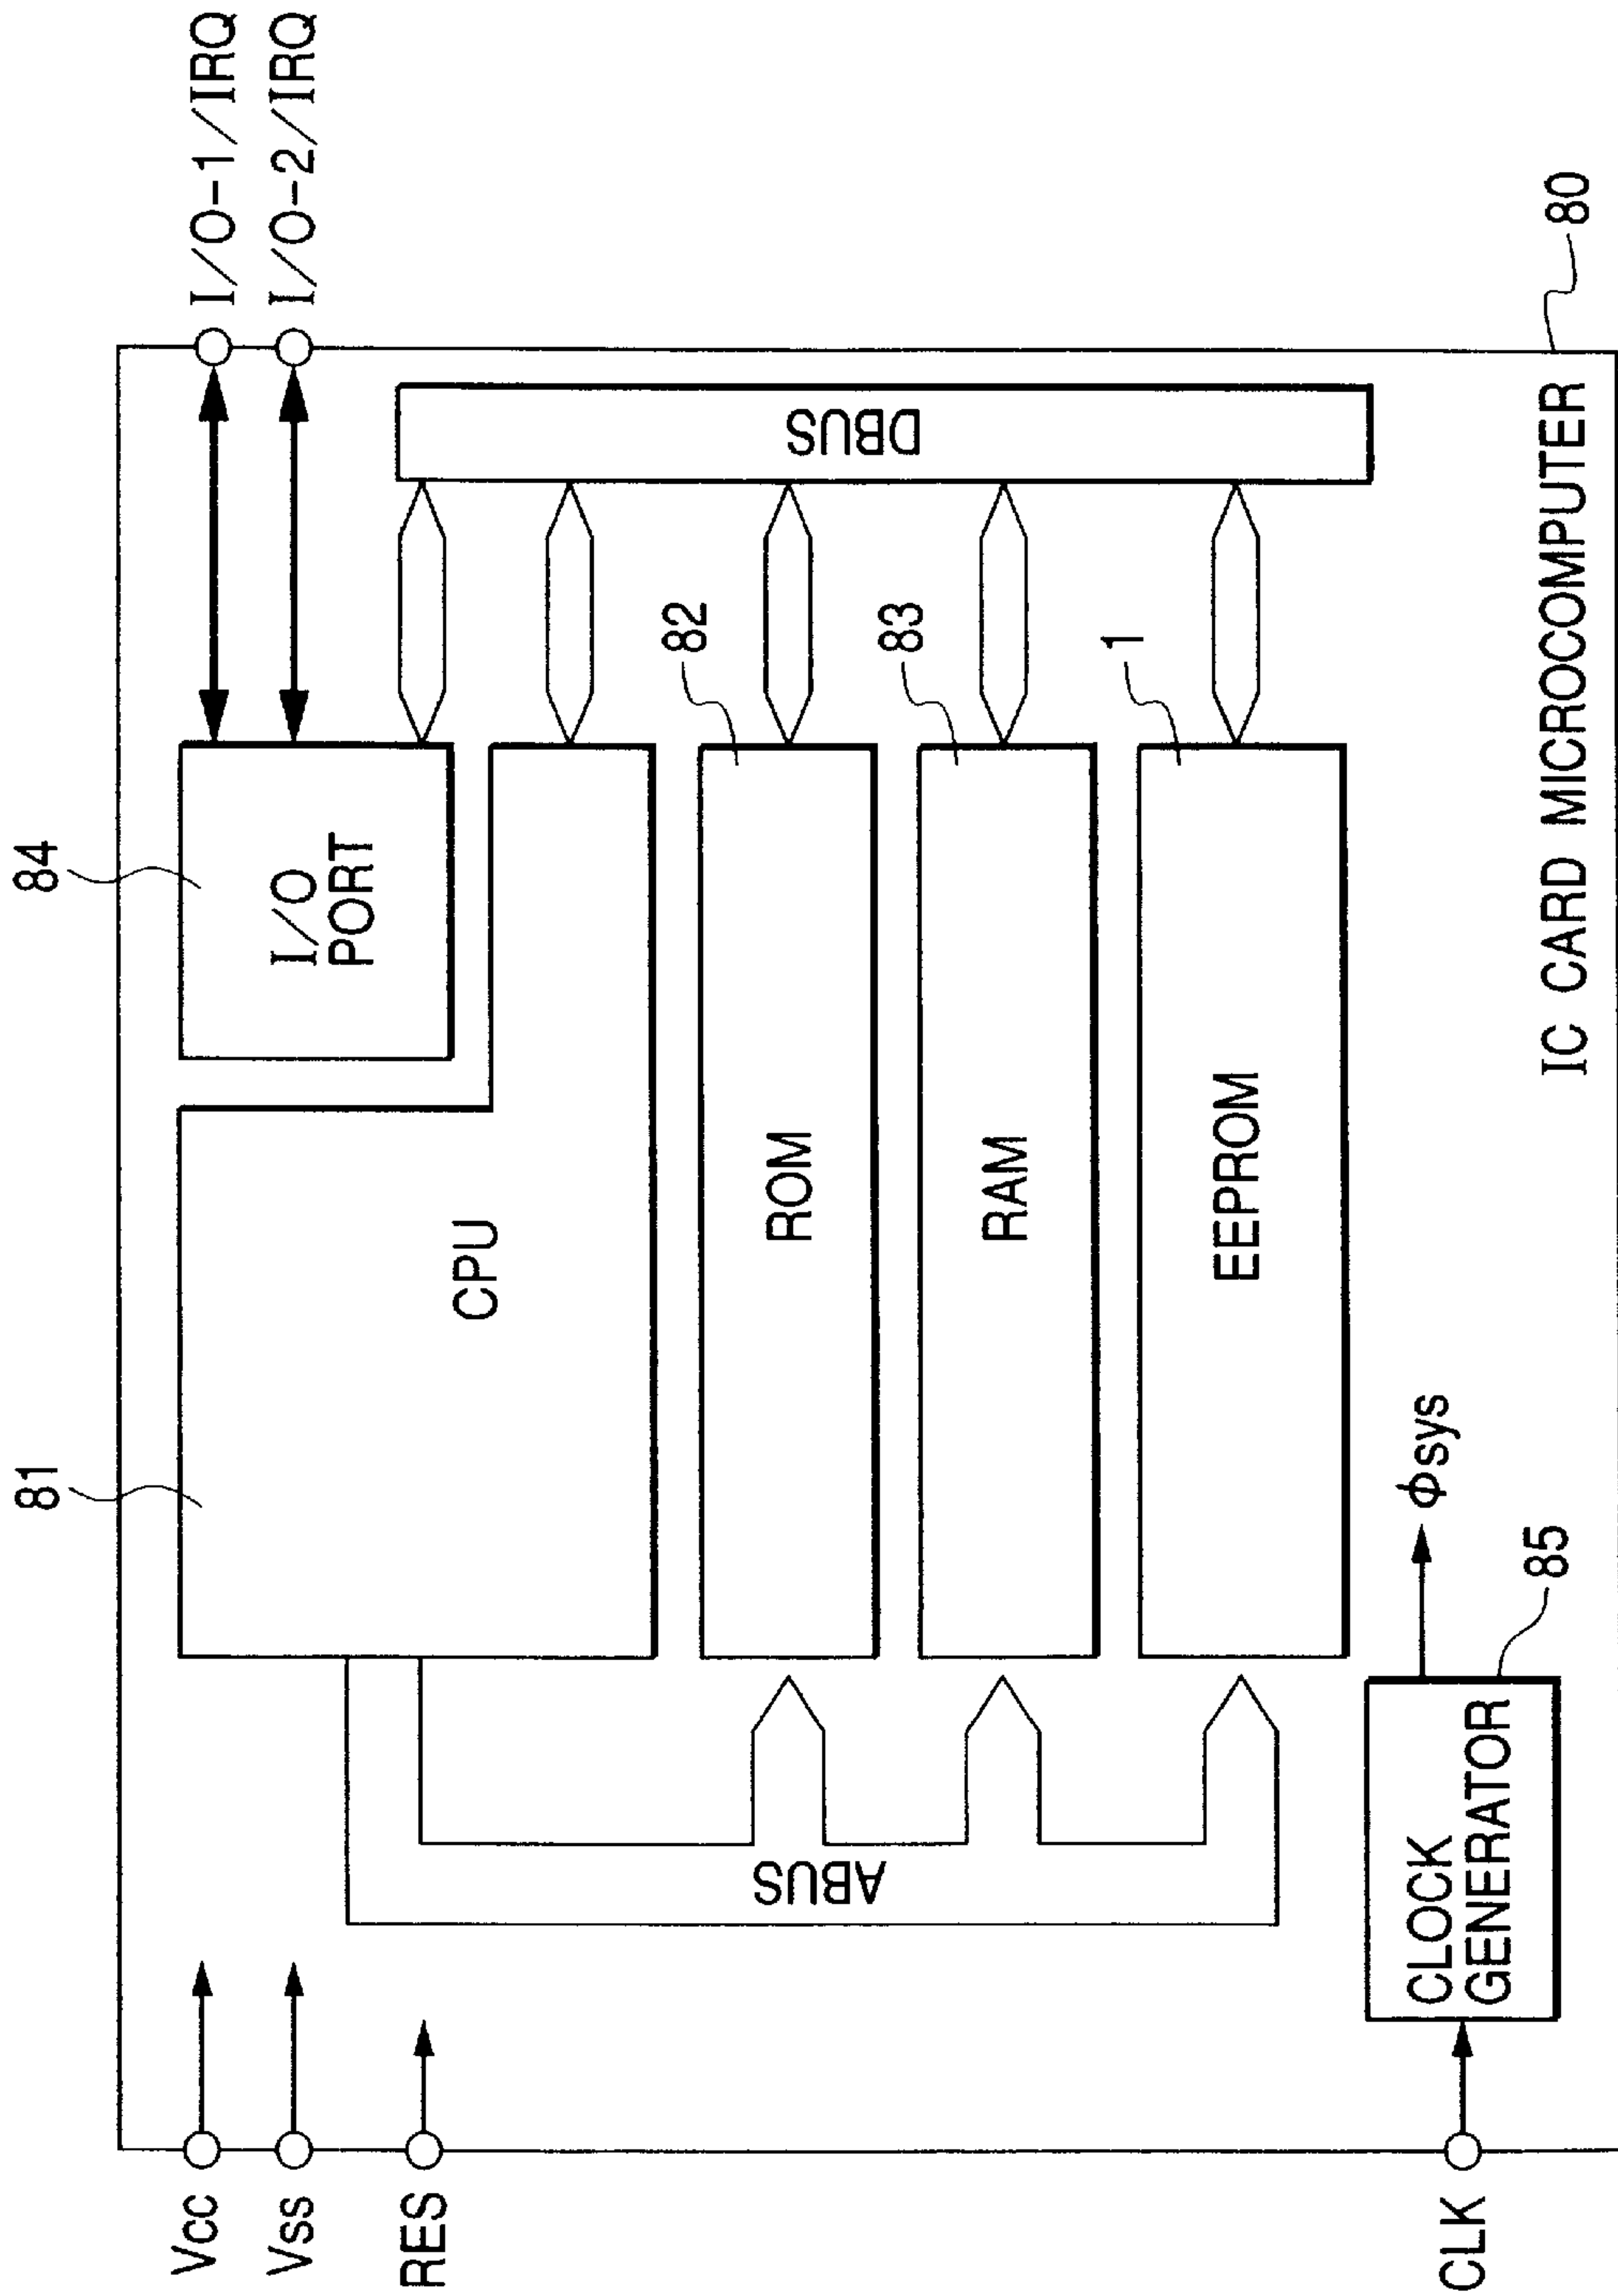 81
84
I/O-1/IRQ
I/O-2/IRQ
Vcc
Vss
RES
CLK
I/O
PORT
CPU
ABUS
DBUS
82
ROM
83
RAM
1
EEPROM
CLOCK
GENERATOR
φsys
85
IC CARD MICROCOMPUTER
80